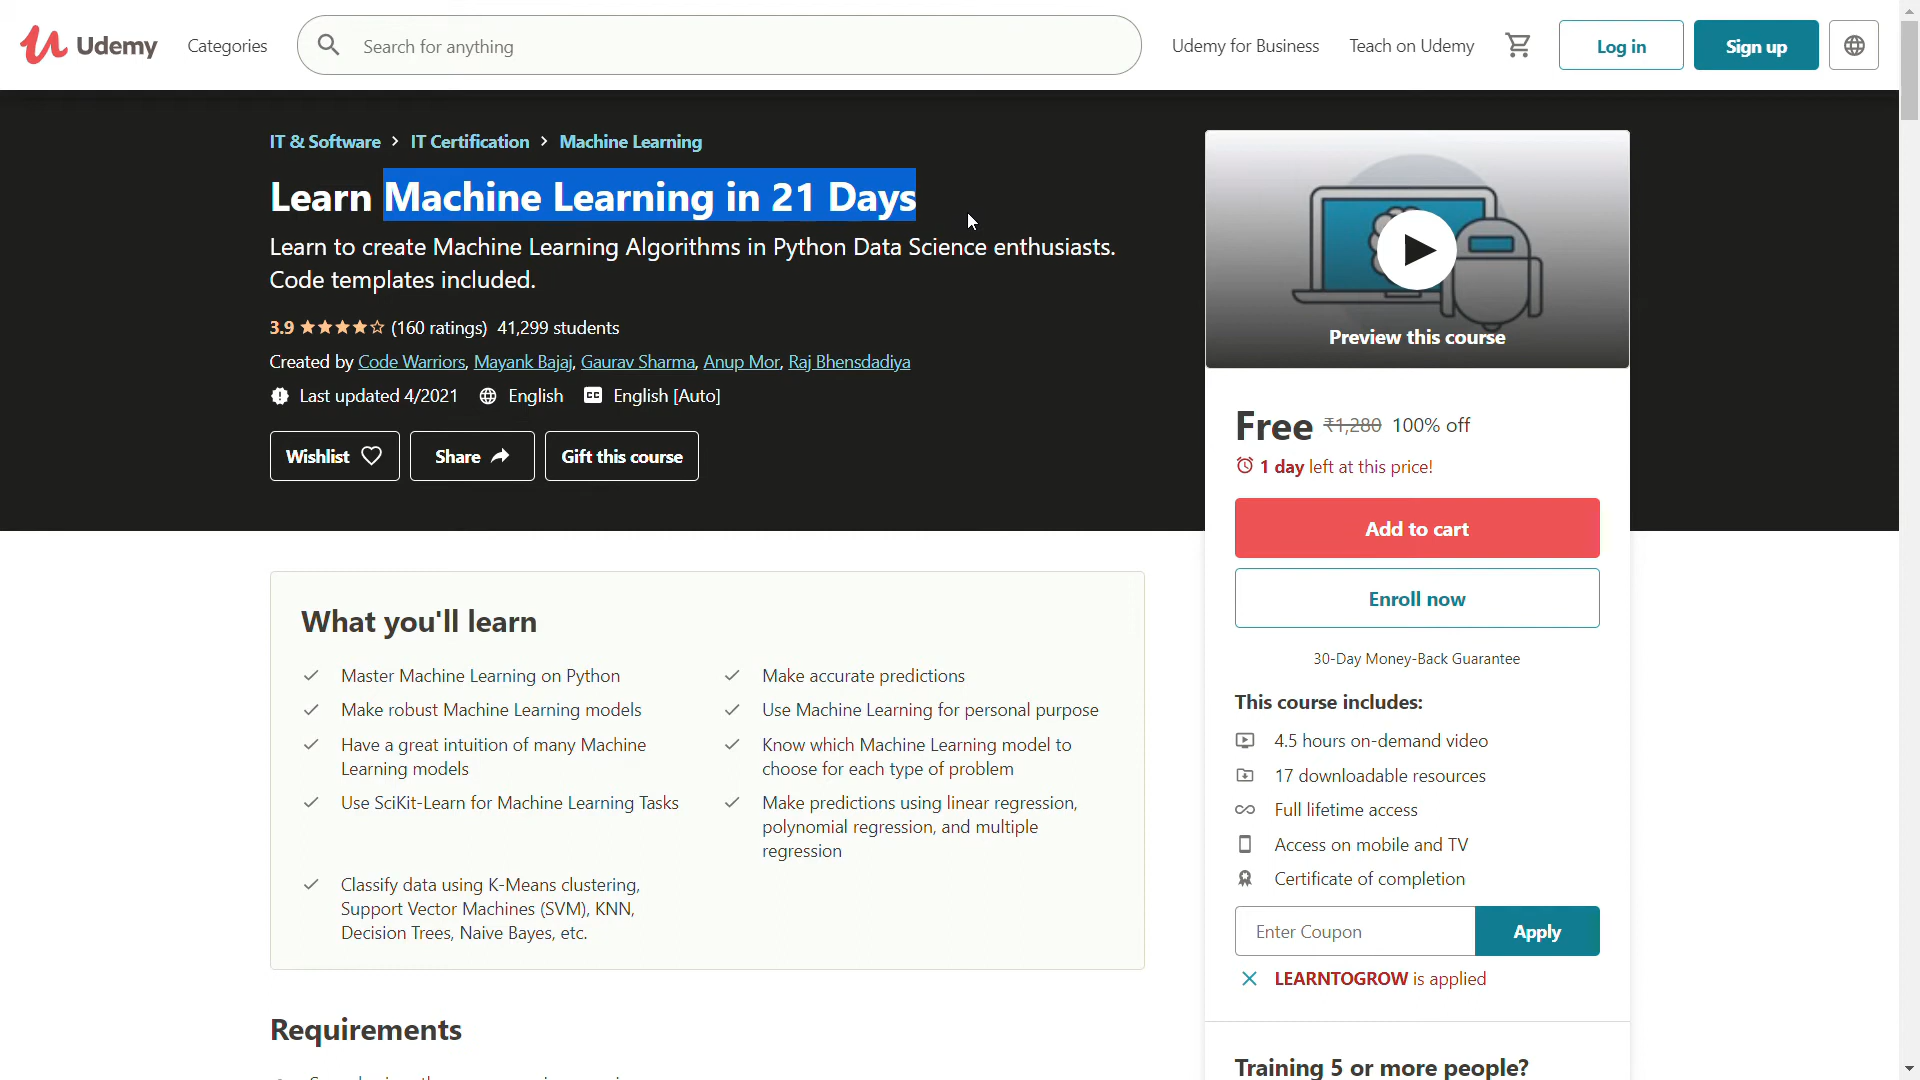 Udemy
Categories
Search for anything
Udemy for Business
Teach on Udemy
Log in
Sign up
IT & Software > IT Certification > Machine Learning
Learn Machine Learning in 21 Days
Learn to create Machine Learning Algorithms in Python Data Science enthusiasts.
Code templates included.
3.9 (160 ratings) 41,299 students
Created by Code Warriors, Mayank Bajaj, Gaurav Sharma, Anup Mor, Raj Bhensdadiya
Last updated 4/2021 English CC English [Auto]
Wishlist
Share
Gift this course
Preview this course
Free ₹1,280 100% off
1 day left at this price!
Add to cart
Enroll now
30-Day Money-Back Guarantee
This course includes:
4.5 hours on-demand video
17 downloadable resources
Full lifetime access
Access on mobile and TV
Certificate of completion
Enter Coupon
Apply
LEARNTOGROW is applied
Training 5 or more people?
What you'll learn
Master Machine Learning on Python
Make robust Machine Learning models
Have a great intuition of many Machine
Learning models
Use SciKit-Learn for Machine Learning Tasks
Classify data using K-Means clustering,
Support Vector Machines (SVM), KNN,
Decision Trees, Naive Bayes, etc.
Make accurate predictions
Use Machine Learning for personal purpose
Know which Machine Learning model to
choose for each type of problem
Make predictions using linear regression,
polynomial regression, and multiple
regression
Requirements